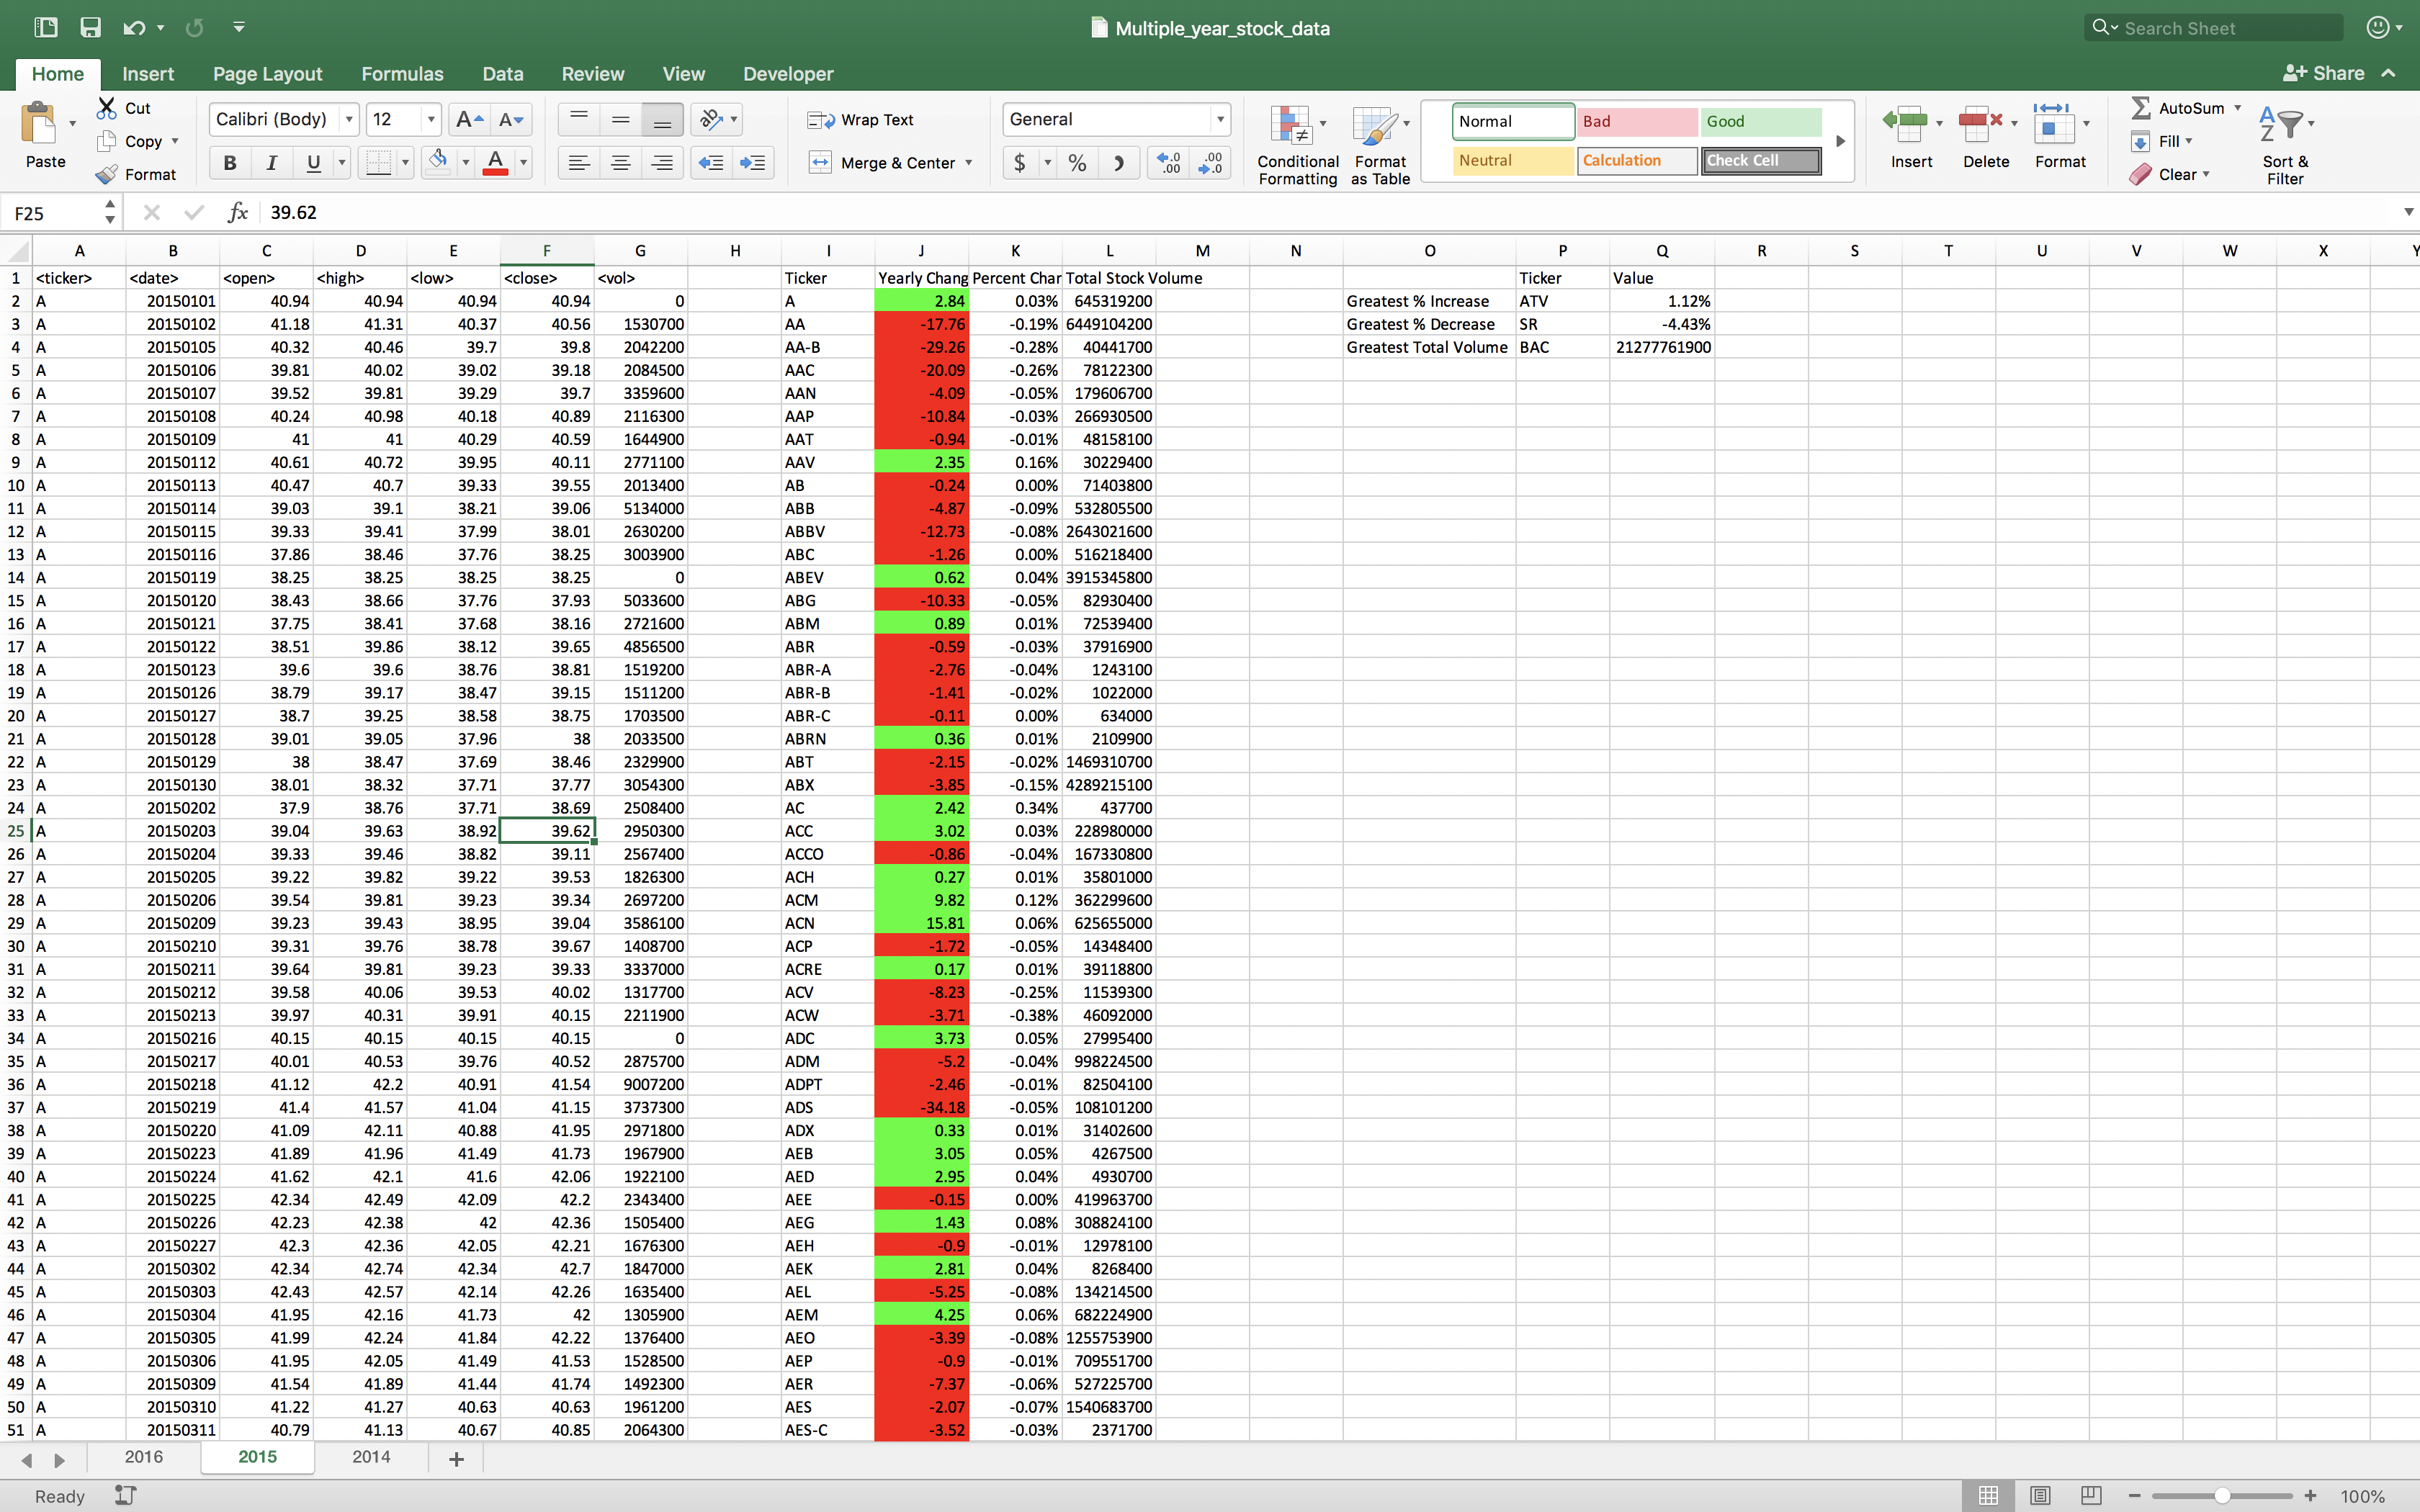 Multiple_year_stock_data
Search Sheet
Home Insert Page Layout Formulas Data Review View Developer Share
Paste Cut Copy Format
Calibri (Body) 12 A A
B I U A
Wrap Text
Merge & Center
General
$ % ) .0 .00 .00 .0
Conditional Formatting
Format as Table
Normal Bad Good
Neutral Calculation Check Cell
Insert Delete Format
AutoSum
Fill
Clear
A Z
Sort & Filter
F25 fx 39.62
A B C D E F G H I J K L M N O P Q R S T U V W X Y
1 <ticker> <date> <open> <high> <low> <close> <vol> Ticker Yearly Chang Percent Char Total Stock Volume Ticker Value
2 A 20150101 40.94 40.94 40.94 40.94 0 A 2.84 0.03% 645319200 Greatest % Increase ATV 1.12%
3 A 20150102 41.18 41.31 40.37 40.56 1530700 AA -17.76 -0.19% 6449104200 Greatest % Decrease SR -4.43%
4 A 20150105 40.32 40.46 39.7 39.8 2042200 AA-B -29.26 -0.28% 40441700 Greatest Total Volume BAC 21277761900
5 A 20150106 39.81 40.02 39.02 39.18 2084500 AAC -20.09 -0.26% 78122300
6 A 20150107 39.52 39.81 39.29 39.7 3359600 AAN -4.09 -0.05% 179606700
7 A 20150108 40.24 40.98 40.18 40.89 2116300 AAP -10.84 -0.03% 266930500
8 A 20150109 41 41 40.29 40.59 1644900 AAT -0.94 -0.01% 48158100
9 A 20150112 40.61 40.72 39.95 40.11 2771100 AAV 2.35 0.16% 30229400
10 A 20150113 40.47 40.7 39.33 39.55 2013400 AB -0.24 0.00% 71403800
11 A 20150114 39.03 39.1 38.21 39.06 5134000 ABB -4.87 -0.09% 532805500
12 A 20150115 39.33 39.41 37.99 38.01 2630200 ABBV -12.73 -0.08% 2643021600
13 A 20150116 37.86 38.46 37.76 38.25 3003900 ABC -1.26 0.00% 516218400
14 A 20150119 38.25 38.25 38.25 38.25 0 ABEV 0.62 0.04% 3915345800
15 A 20150120 38.43 38.66 37.76 37.93 5033600 ABG -10.33 -0.05% 82930400
16 A 20150121 37.75 38.41 37.68 38.16 2721600 ABM 0.89 0.01% 72539400
17 A 20150122 38.51 39.86 38.12 39.65 4856500 ABR -0.59 -0.03% 37916900
18 A 20150123 39.6 39.6 38.76 38.81 1519200 ABR-A -2.76 -0.04% 1243100
19 A 20150126 38.79 39.17 38.47 39.15 1511200 ABR-B -1.41 -0.02% 1022000
20 A 20150127 38.7 39.25 38.58 38.75 1703500 ABR-C -0.11 0.00% 634000
21 A 20150128 39.01 39.05 37.96 38 2033500 ABRN 0.36 0.01% 2109900
22 A 20150129 38 38.47 37.69 38.46 2329900 ABT -2.15 -0.02% 1469310700
23 A 20150130 38.01 38.32 37.71 37.77 3054300 ABX -3.85 -0.15% 4289215100
24 A 20150202 37.9 38.76 37.71 38.69 2508400 AC 2.42 0.34% 437700
25 A 20150203 39.04 39.63 38.92 39.62 2950300 ACC 3.02 0.03% 228980000
26 A 20150204 39.33 39.46 38.82 39.11 2567400 ACCO -0.86 -0.04% 167330800
27 A 20150205 39.22 39.82 39.22 39.53 1826300 ACH 0.27 0.01% 35801000
28 A 20150206 39.54 39.81 39.23 39.34 2697200 ACM 9.82 0.12% 362299600
29 A 20150209 39.23 39.43 38.95 39.04 3586100 ACN 15.81 0.06% 625655000
30 A 20150210 39.31 39.76 38.78 39.67 1408700 ACP -1.72 -0.05% 14348400
31 A 20150211 39.64 39.81 39.23 39.33 3337000 ACRE 0.17 0.01% 39118800
32 A 20150212 39.58 40.06 39.53 40.02 1317700 ACV -8.23 -0.25% 11539300
33 A 20150213 39.97 40.31 39.91 40.15 2211900 ACW -3.71 -0.38% 46092000
34 A 20150216 40.15 40.15 40.15 40.15 0 ADC 3.73 0.05% 27995400
35 A 20150217 40.01 40.53 39.76 40.52 2875700 ADM -5.2 -0.04% 998224500
36 A 20150218 41.12 42.2 40.91 41.54 9007200 ADPT -2.46 -0.01% 82504100
37 A 20150219 41.4 41.57 41.04 41.15 3737300 ADS -34.18 -0.05% 108101200
38 A 20150220 41.09 42.11 40.88 41.95 2971800 ADX 0.33 0.01% 31402600
39 A 20150223 41.89 41.96 41.49 41.73 1967900 AEB 3.05 0.05% 4267500
40 A 20150224 41.62 42.1 41.6 42.06 1922100 AED 2.95 0.04% 4930700
41 A 20150225 42.34 42.49 42.09 42.2 2343400 AEE -0.15 0.00% 419963700
42 A 20150226 42.23 42.38 42 42.36 1505400 AEG 1.43 0.08% 308824100
43 A 20150227 42.3 42.36 42.05 42.21 1676300 AEH -0.9 -0.01% 12978100
44 A 20150302 42.34 42.74 42.34 42.7 1847000 AEK 2.81 0.04% 8268400
45 A 20150303 42.43 42.57 42.14 42.26 1635400 AEL -5.25 -0.08% 134214500
46 A 20150304 41.95 42.16 41.73 42 1305900 AEM 4.25 0.06% 682224900
47 A 20150305 41.99 42.24 41.84 42.22 1376400 AEO -3.39 -0.08% 1255753900
48 A 20150306 41.95 42.05 41.49 41.53 1528500 AEP -0.9 -0.01% 709551700
49 A 20150309 41.54 41.89 41.44 41.74 1492300 AER -7.37 -0.06% 527225700
50 A 20150310 41.22 41.27 40.63 40.63 1961200 AES -2.07 -0.07% 1540683700
51 A 20150311 40.79 41.13 40.67 40.85 2064300 AES-C -3.52 -0.03% 2371700
2016 2015 2014 +
Ready 100%